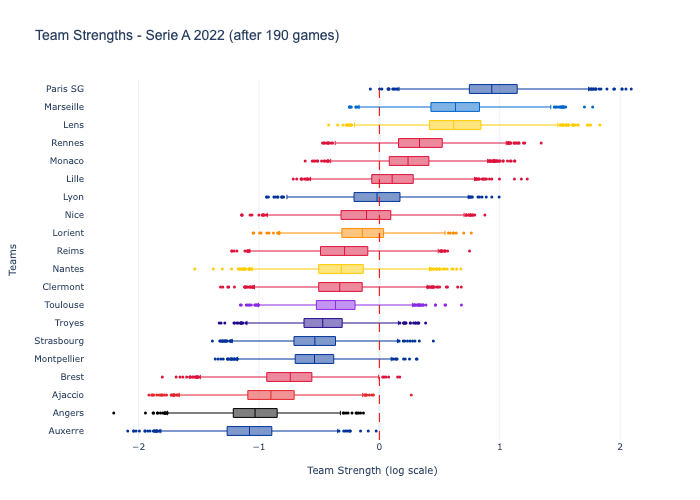 Team Strengths - Serie A 2022 (after 190 games)
Paris SG
Marseille
Lens
Rennes
Monaco
Lille
Lyon
Nice
Lorient
Reims
Nantes
Clermont
Toulouse
Troyes
Strasbourg
Montpellier
Brest
Ajaccio
Angers
Auxerre
Teams
−2 −1 0 1 2
Team Strength (log scale)